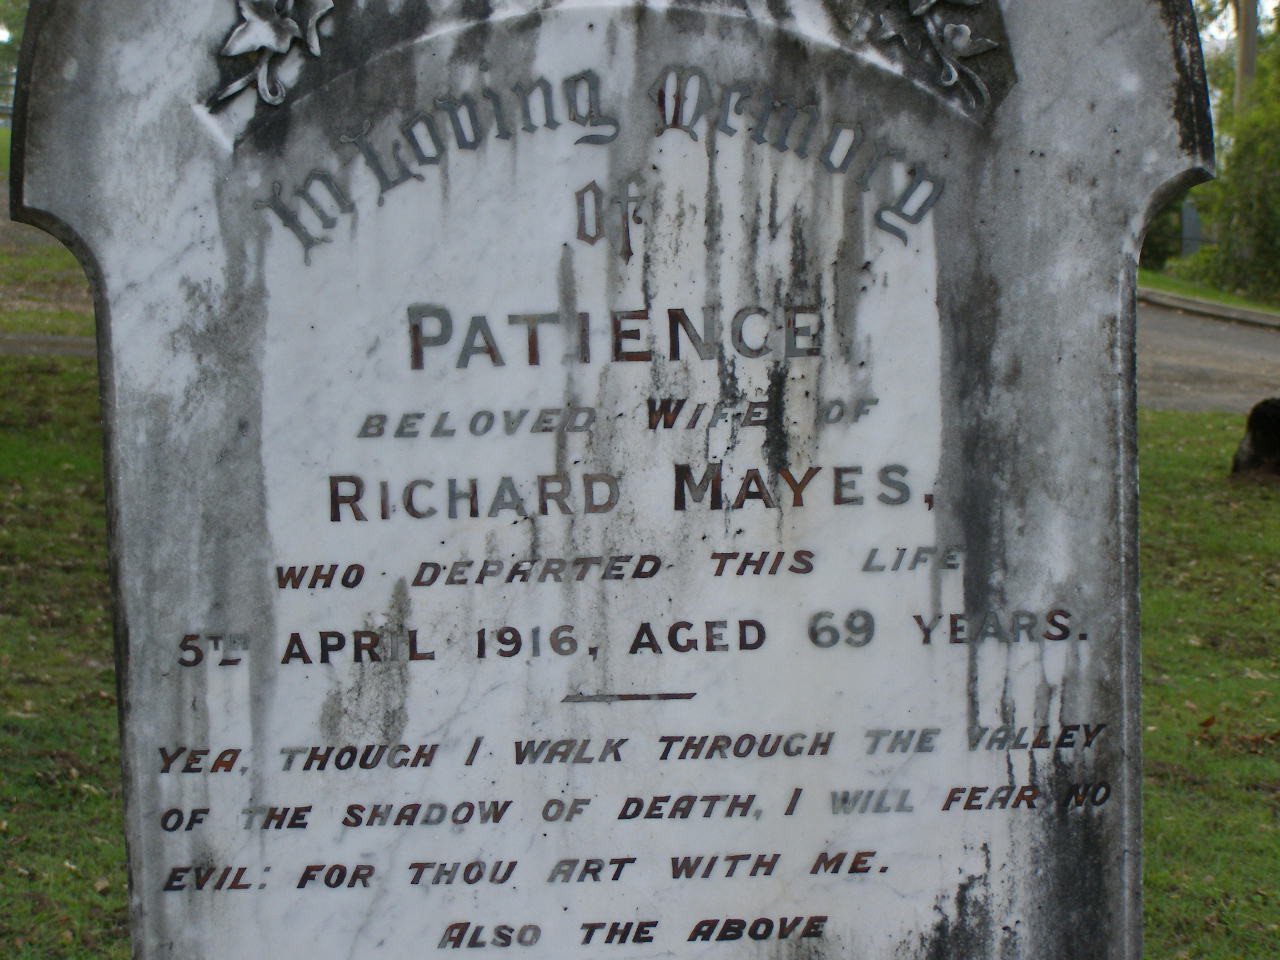 In Loving Memory
of
PATIENCE
BELOVED WIFE OF
RICHARD MAYES,
WHO DEPARTED THIS LIFE
5TH APRIL 1916, AGED 69 YEARS.
YEA, THOUGH I WALK THROUGH THE VALLEY
OF THE SHADOW OF DEATH, I WILL FEAR NO
EVIL: FOR THOU ART WITH ME.
ALSO THE ABOVE